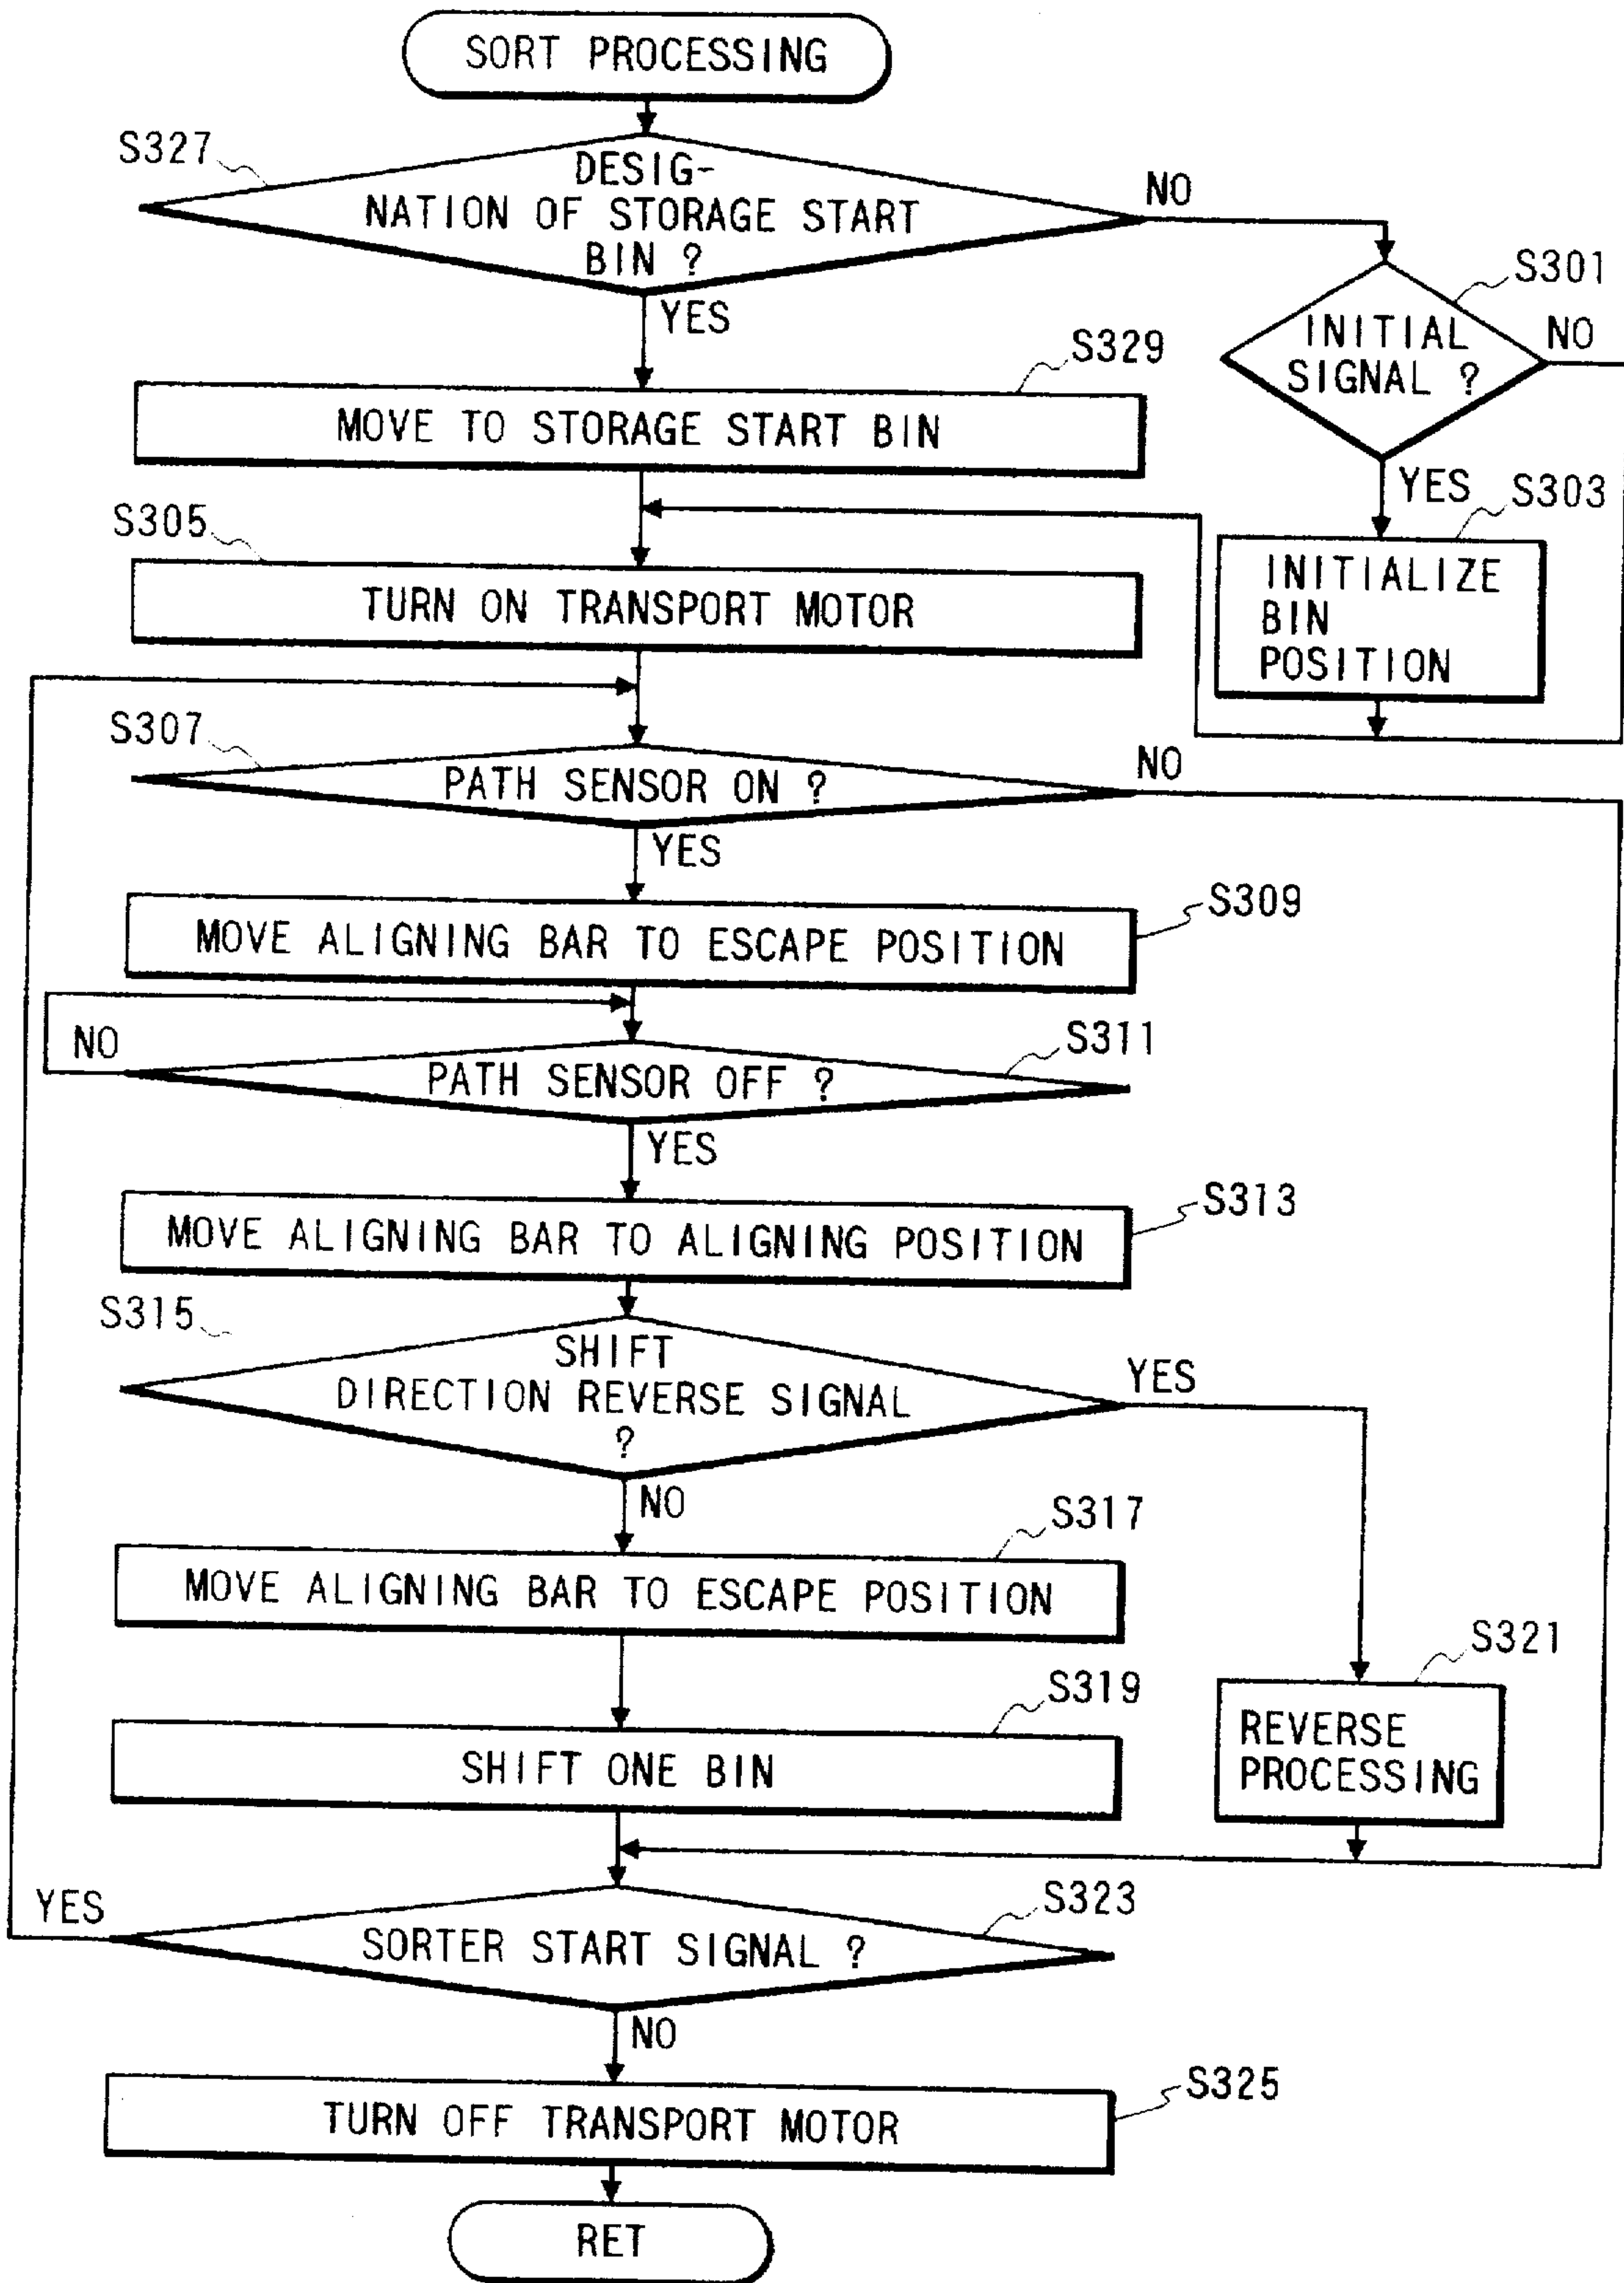 SORT PROCESSING
S327
DESIG-
NATION OF STORAGE START
BIN ?
NO
YES
S301
INITIAL
SIGNAL ?
NO
YES
S329
MOVE TO STORAGE START BIN
S303
INITIALIZE
BIN
POSITION
S305
TURN ON TRANSPORT MOTOR
S307
PATH SENSOR ON ?
NO
YES
S309
MOVE ALIGNING BAR TO ESCAPE POSITION
S311
NO
PATH SENSOR OFF ?
YES
S313
MOVE ALIGNING BAR TO ALIGNING POSITION
S315
SHIFT
DIRECTION REVERSE SIGNAL
?
YES
NO
S317
MOVE ALIGNING BAR TO ESCAPE POSITION
S321
REVERSE
PROCESSING
S319
SHIFT ONE BIN
S323
YES
SORTER START SIGNAL ?
NO
S325
TURN OFF TRANSPORT MOTOR
RET